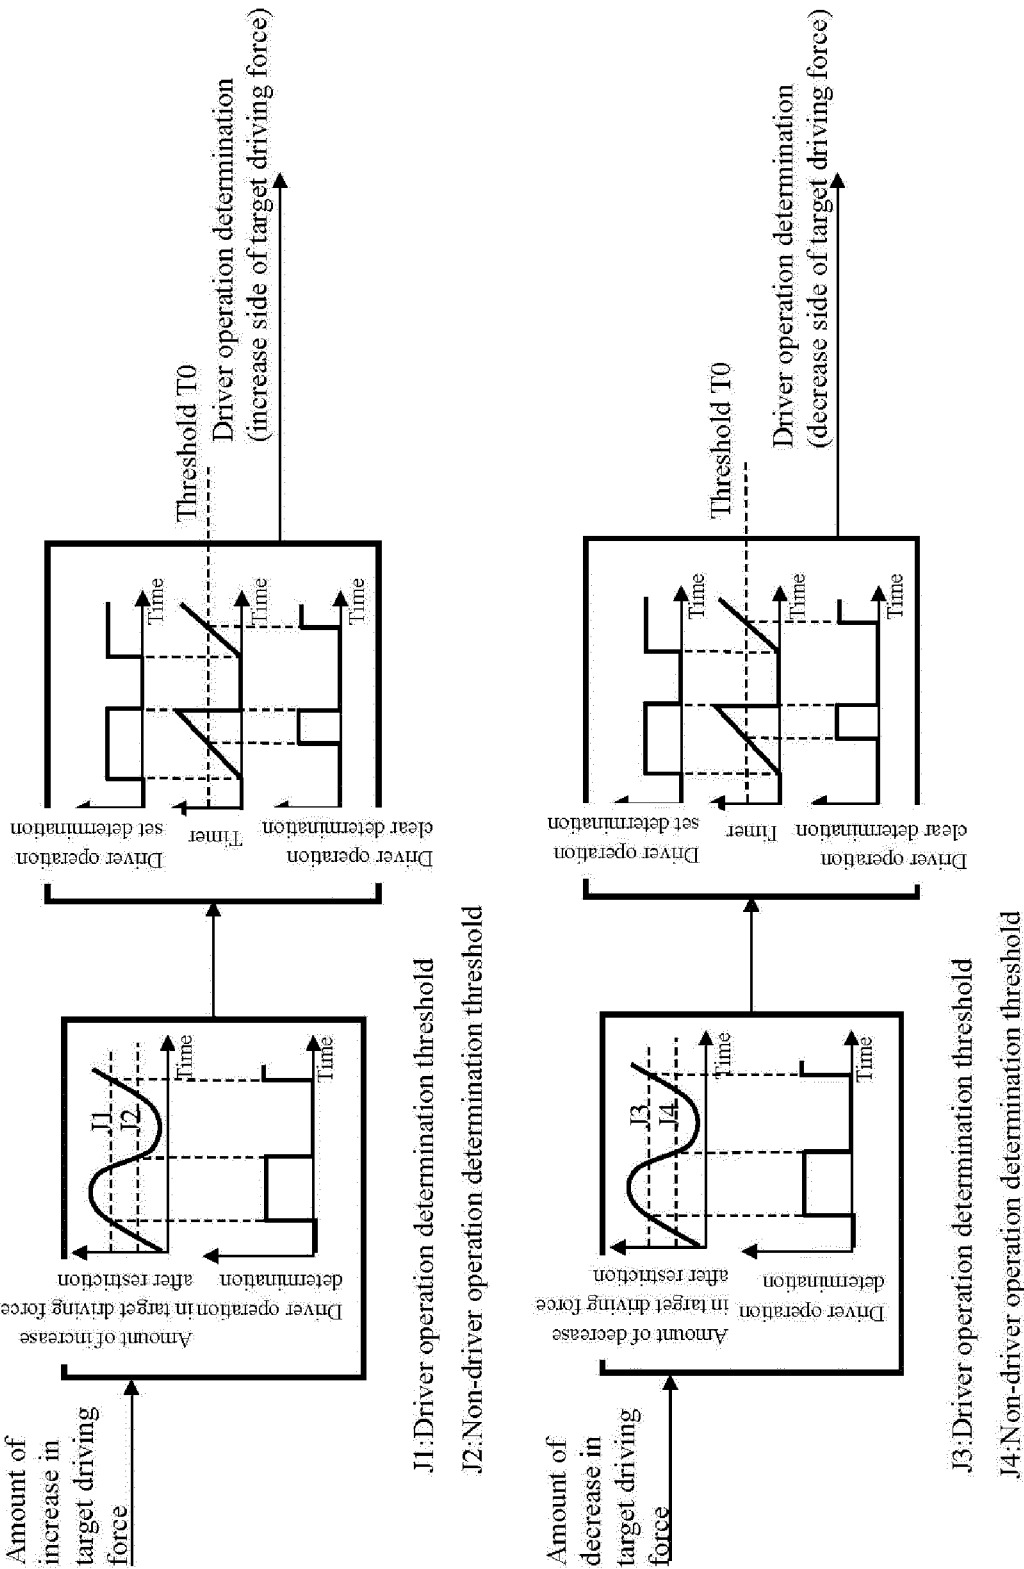 Amount of
increase in
target driving
force
Amount of increase
in target driving force
after restriction
J1
J2
Time
Driver operation
determination
Time
J1:Driver operation determination threshold
J2:Non-driver operation determination threshold
Driver operation
set determination
Time
Timer
Time
Driver operation
clear determination
Time
Threshold T0
Driver operation determination
(increase side of target driving force)
Amount of
decrease in
target driving
force
Amount of decrease
in target driving force
after restriction
J3
J4
Time
Driver operation
determination
Time
J3:Driver operation determination threshold
J4:Non-driver operation determination threshold
Driver operation
set determination
Time
Timer
Time
Driver operation
clear determination
Time
Threshold T0
Driver operation determination
(decrease side of target driving force)